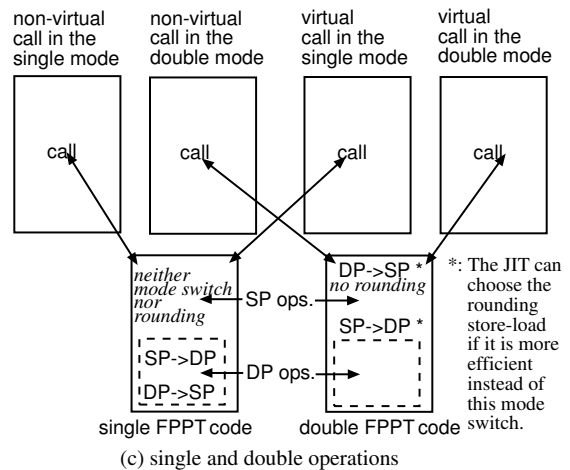 non-virtual
call in the
single mode
non-virtual
call in the
double mode
virtual
call in the
single mode
virtual
call in the
double mode
call
call
call
call
neither
mode switch
nor
rounding
SP->DP
DP->SP
single FPPT code
SP ops.
DP ops.
DP->SP *
no rounding
SP->DP *
double FPPT code
*: The JIT can
choose the
rounding
store-load
if it is more
efficient
instead of
this mode
switch.
(c) single and double operations